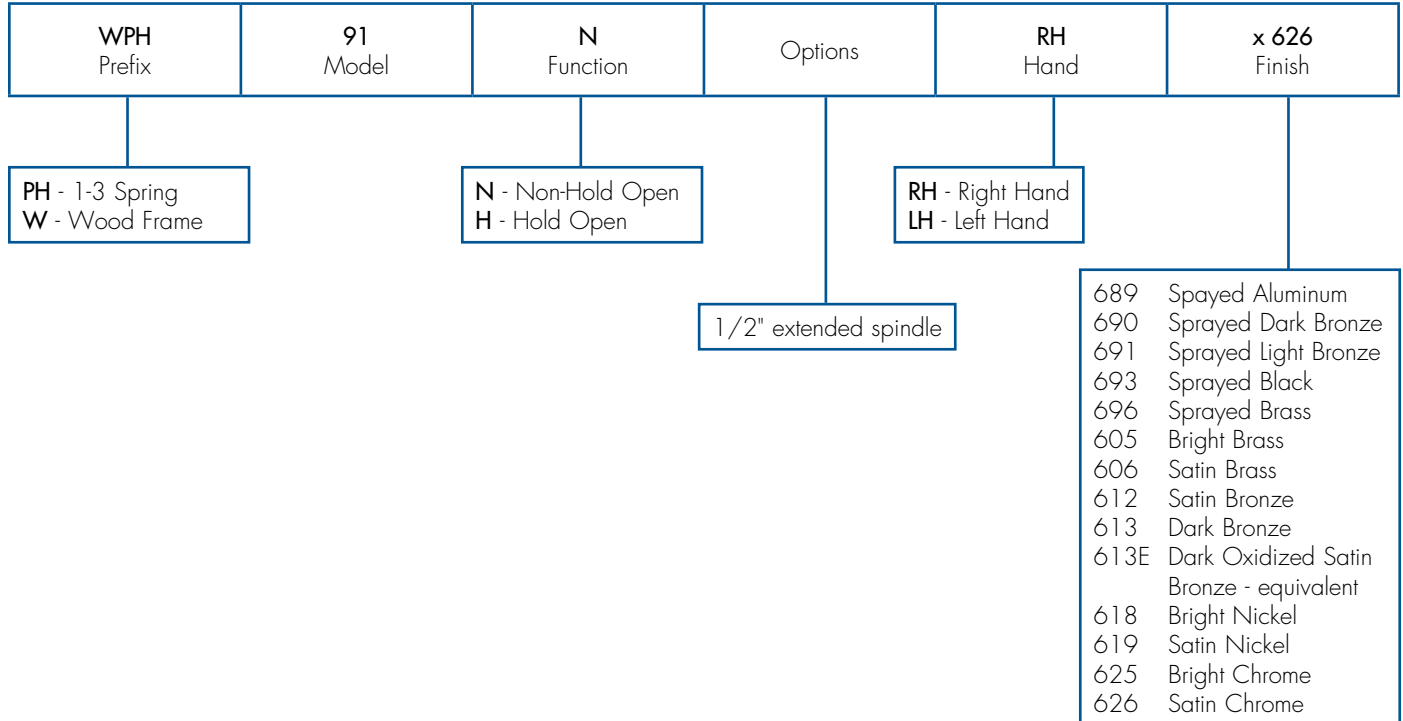 WPH
Prefix
91
Model
N
Function
Options
RH
Hand
x 626
Finish
PH - 1-3 Spring
W - Wood Frame
N - Non-Hold Open
H - Hold Open
RH - Right Hand
LH - Left Hand
1/2" extended spindle
689 Spayed Aluminum
690 Sprayed Dark Bronze
691 Sprayed Light Bronze
693 Sprayed Black
696 Sprayed Brass
605 Bright Brass
606 Satin Brass
612 Satin Bronze
613 Dark Bronze
613E Dark Oxidized Satin
Bronze - equivalent
618 Bright Nickel
619 Satin Nickel
625 Bright Chrome
626 Satin Chrome